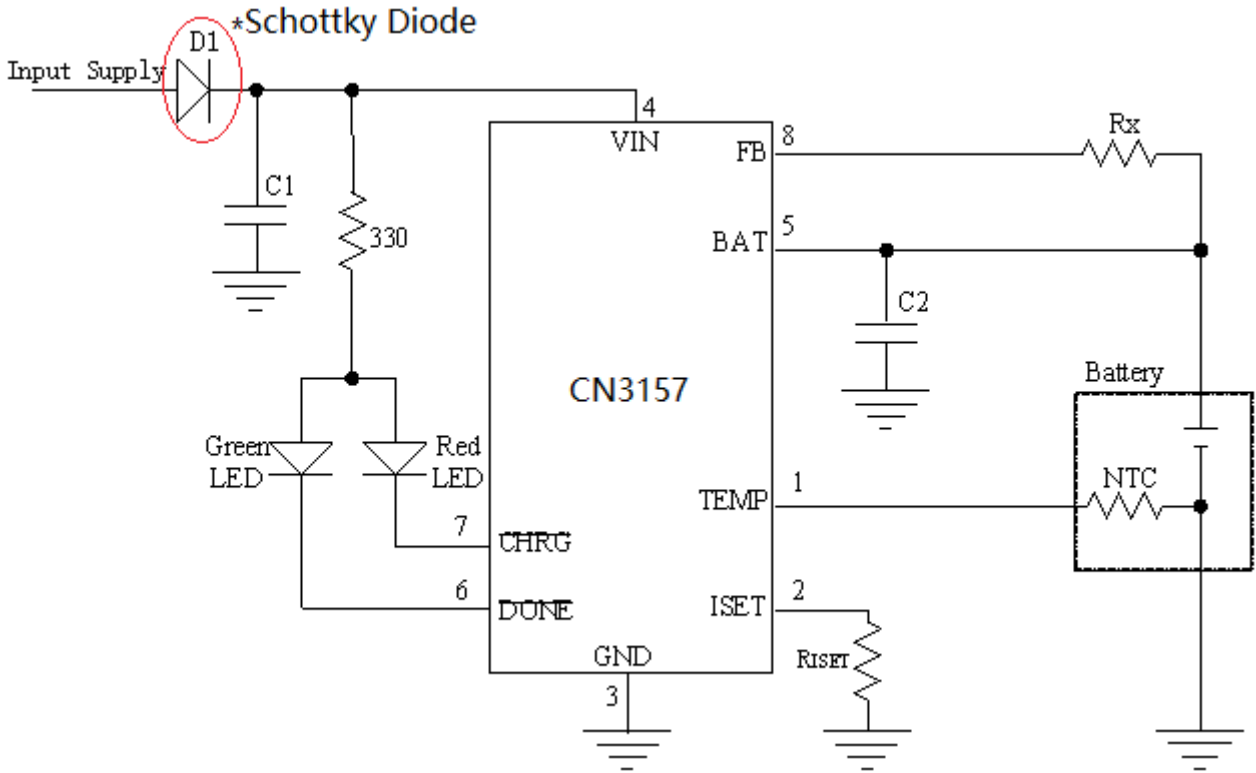 *Schottky Diode
D1
Input Supply
4
VIN
C1
330
Green
LED
Red
LED
7
CHRG
6
DONE
GND
3
CN3157
FB
8
Rx
BAT
5
C2
Battery
TEMP
1
NTC
ISET
2
RISET